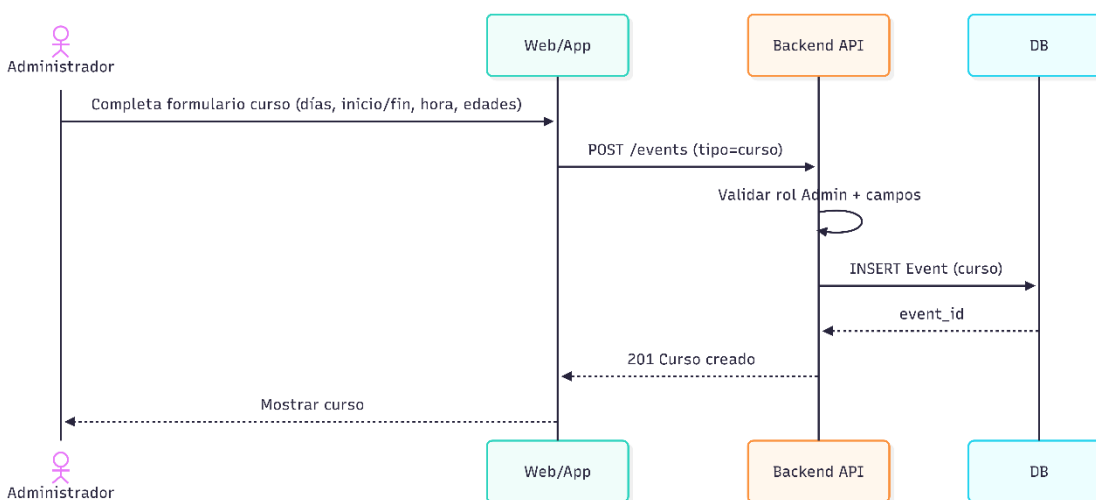 Administrador
Web/App
Backend API
DB
Completa formulario curso (días, inicio/fin, hora, edades)
POST /events (tipo=curso)
Validar rol Admin + campos
INSERT Event (curso)
event_id
201 Curso creado
Mostrar curso
Administrador
Web/App
Backend API
DB